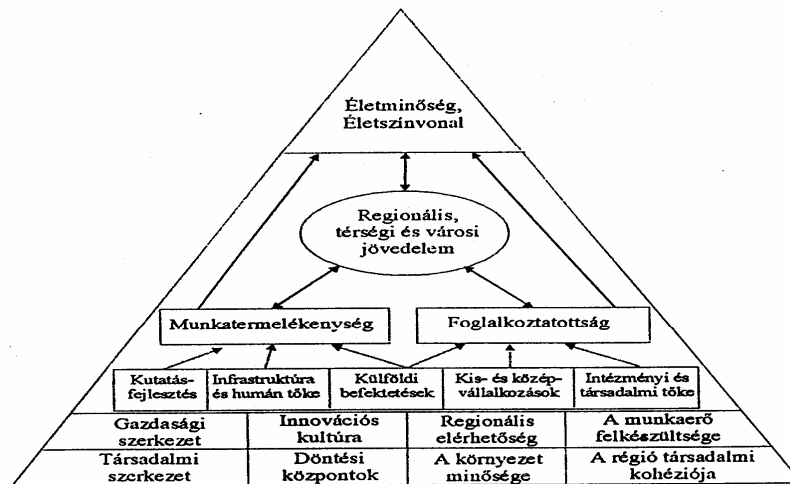 Életminőség,
Életszínvonal
Regionális,
térségi és városi
jövedelem
Munkatermelékenység
Foglalkoztatottság
Kutatás-
fejlesztés
Infrastruktúra
és humán tőke
Külföldi
befektetések
Kis- és közép-
vállalkozások
Intézményi és
társadalmi tőke
Gazdasági
szerkezet
Innovációs
kultúra
Regionális
elérhetőség
A munkaerő
felkészültsége
Társadalmi
szerkezet
Döntési
központok
A környezet
minősége
A régió társadalmi
kohéziója